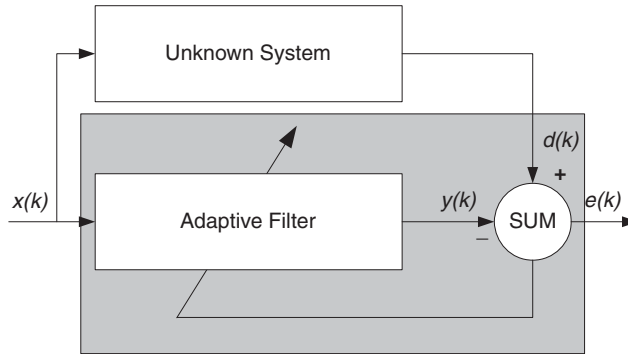 Unknown System
d(k)
+
x(k)
Adaptive Filter
y(k)
SUM
e(k)
–